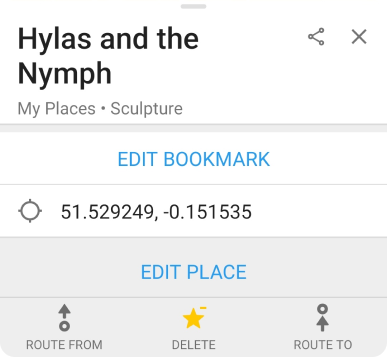 Hylas and the
Nymph
My Places • Sculpture
EDIT BOOKMARK
51.529249, -0.151535
EDIT PLACE
ROUTE FROM
DELETE
ROUTE TO